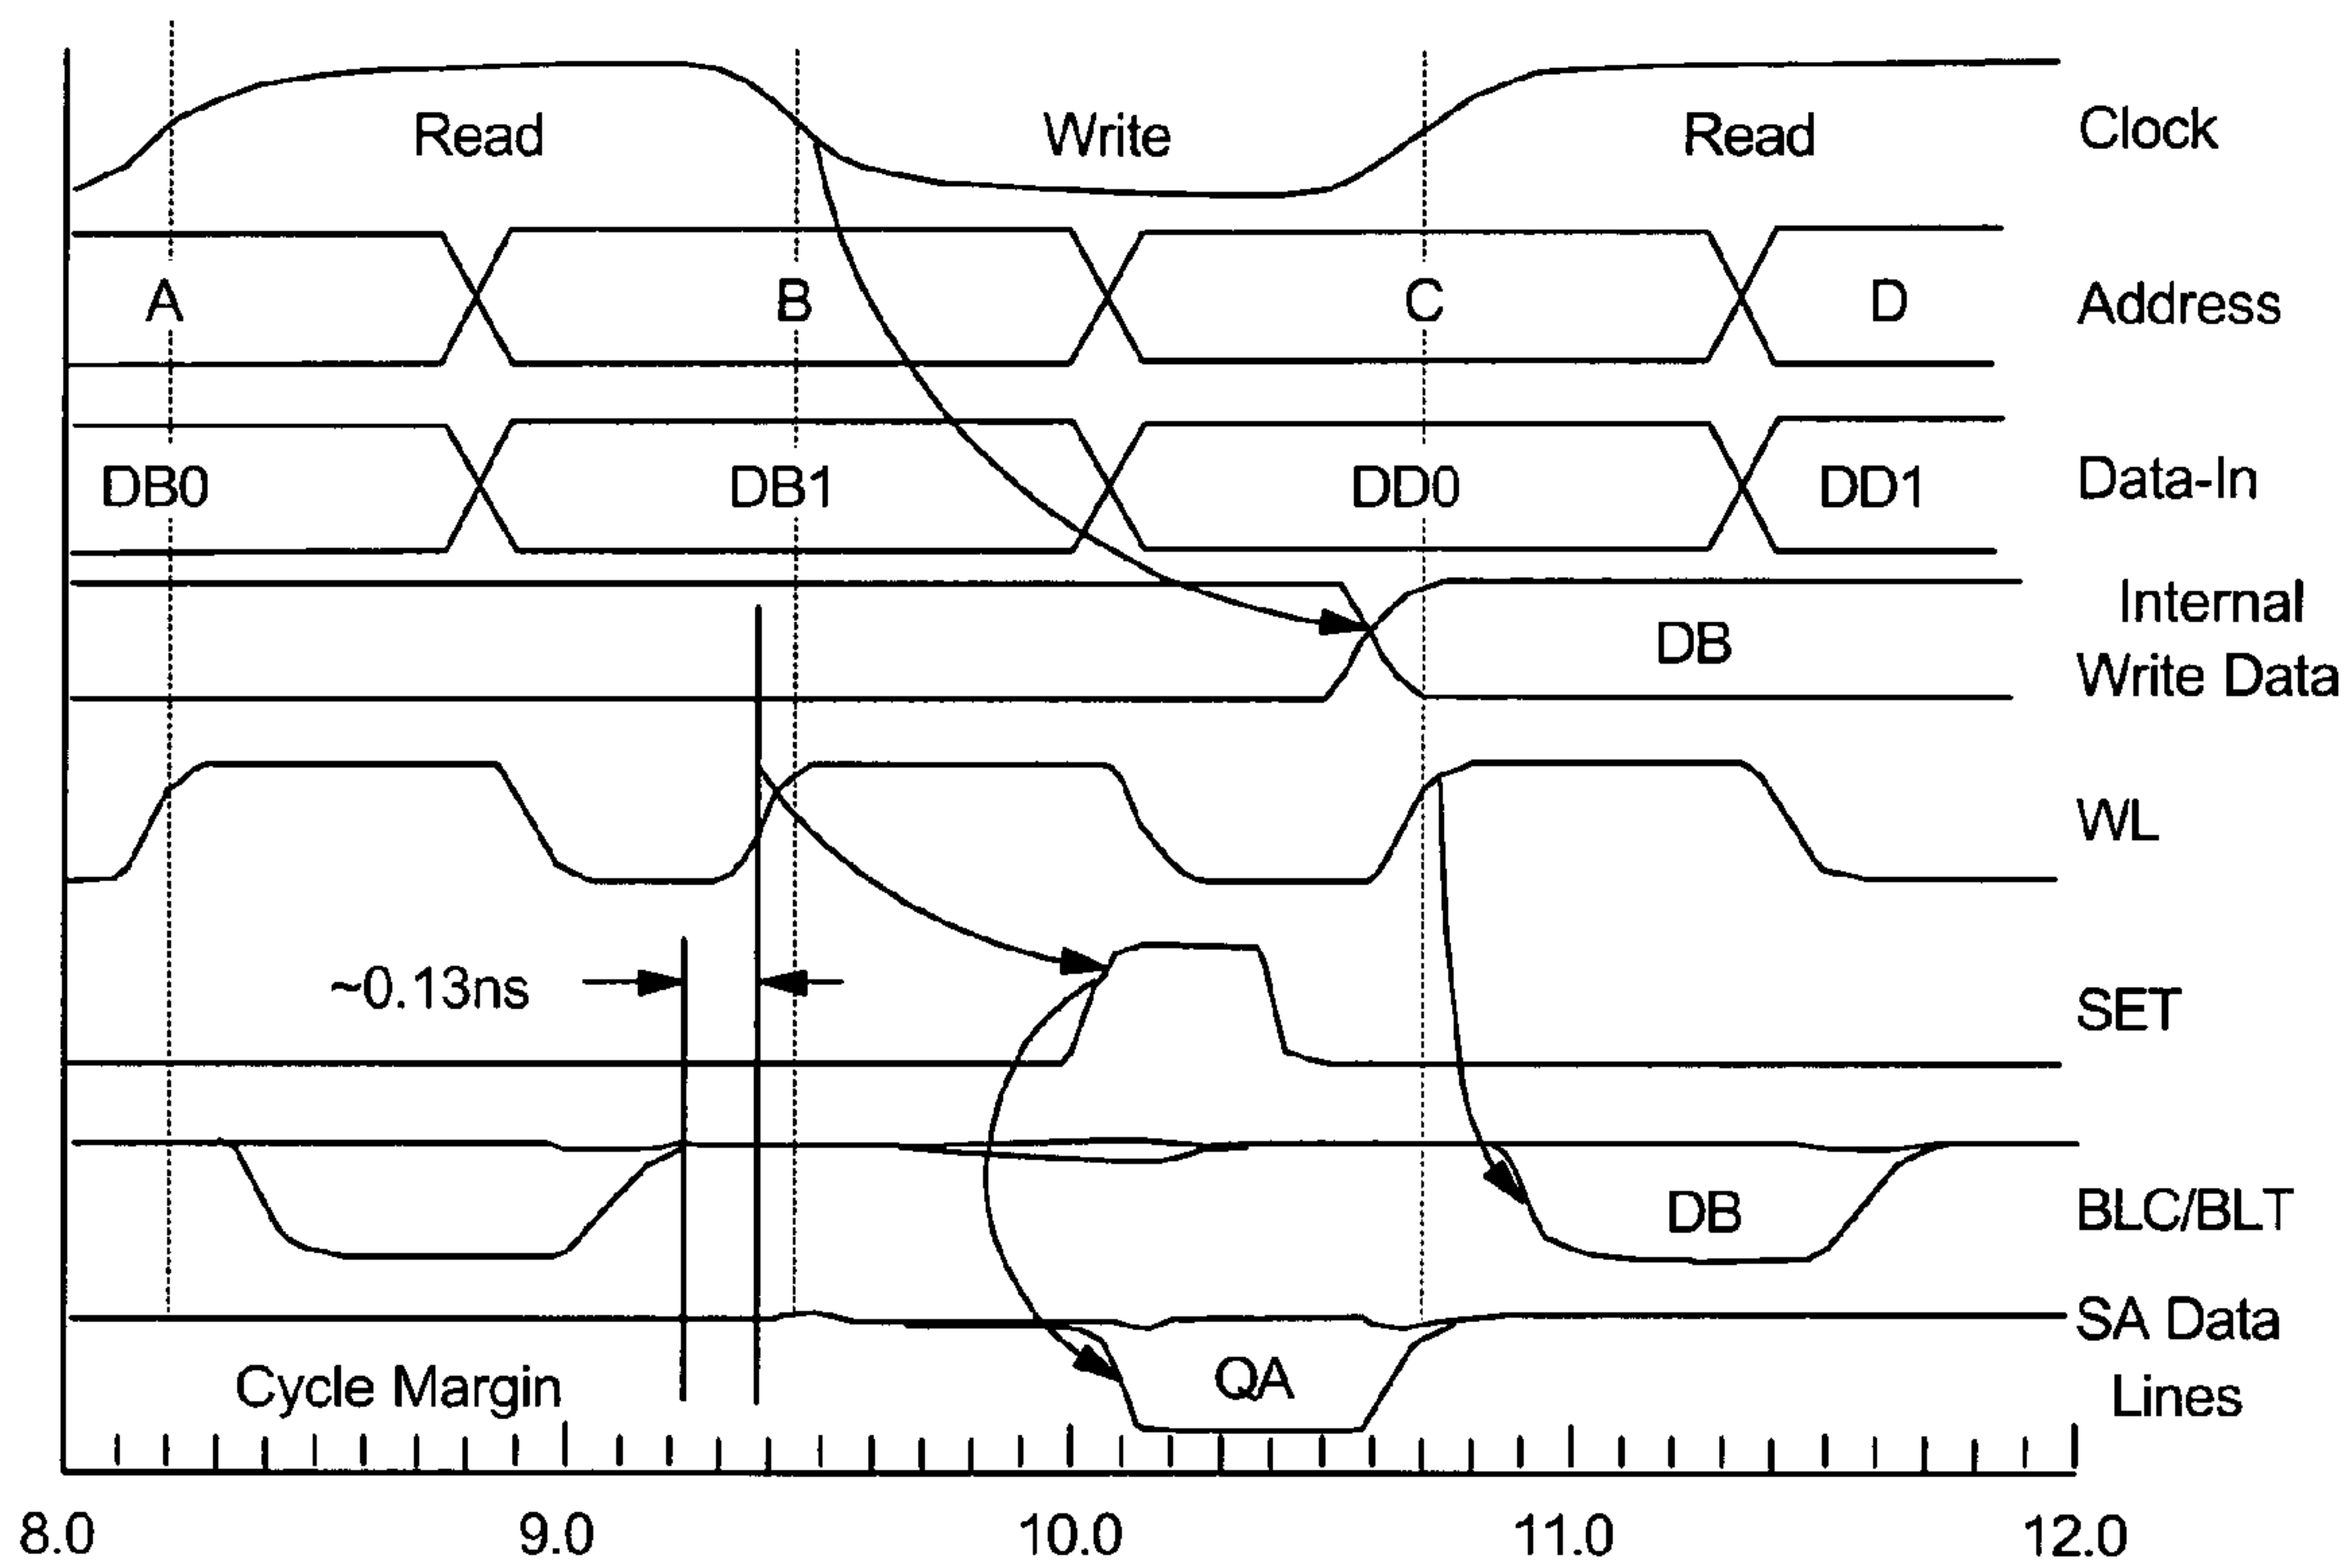 Read Write Read Clock
A B C D Address
DB0 DB1 DD0 DD1 Data-In
DB Internal
Write Data
WL
~0.13ns SET
DB BLC/BLT
SA Data
Cycle Margin QA Lines
8.0 9.0 10.0 11.0 12.0